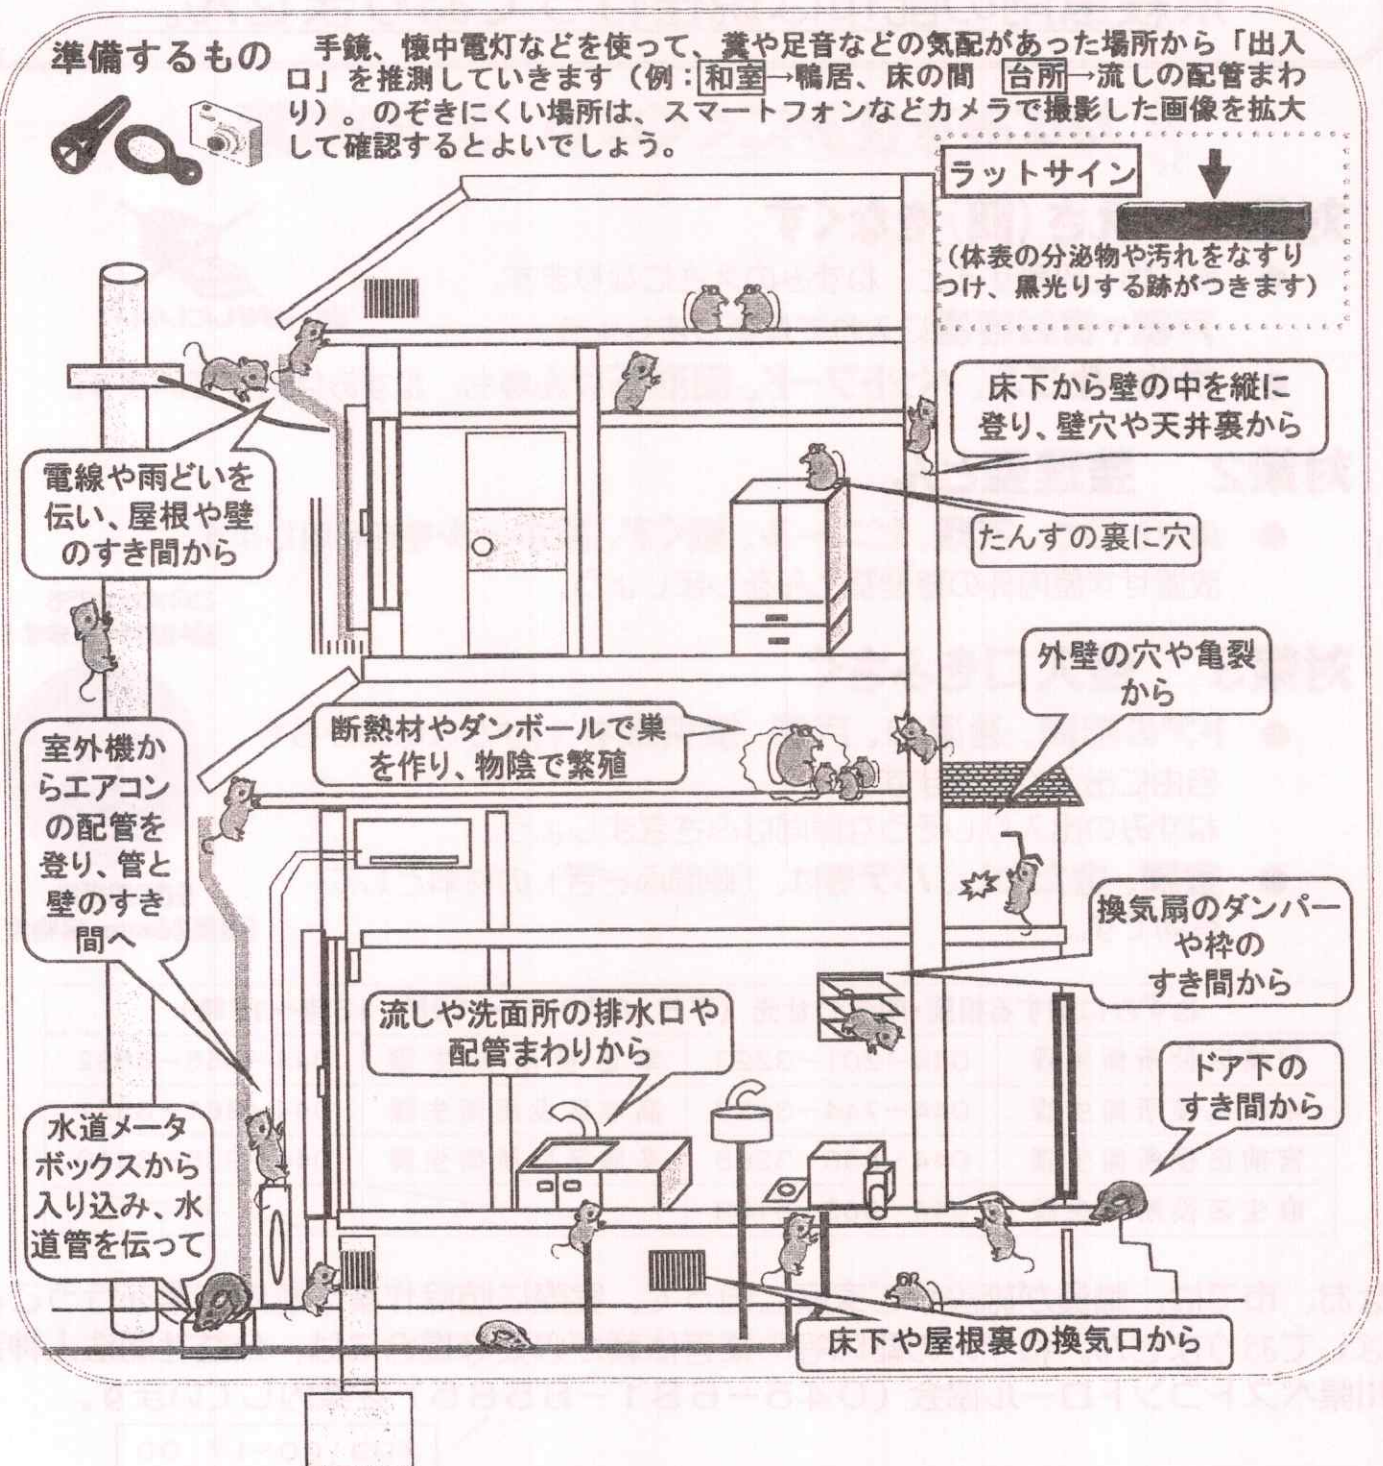 準備するもの
手鏡、懐中電灯などを使って、糞や足音などの気配があった場所から「出入
口」を推測していきます（例：和室→鴨居、床の間　台所→流しの配管まわ
り）。のぞきにくい場所は、スマートフォンなどカメラで撮影した画像を拡大
して確認するとよいでしょう。
ラットサイン
（体表の分泌物や汚れをなすり
つけ、黒光りする跡がつきます）
床下から壁の中を縦に
登り、壁穴や天井裏から
電線や雨どいを
伝い、屋根や壁
のすき間から
たんすの裏に穴
外壁の穴や亀裂
から
断熱材やダンボールで巣
を作り、物陰で繁殖
室外機か
らエアコン
の配管を
登り、管と
壁のすき
間へ
換気扇のダンパー
や枠の
すき間から
流しや洗面所の排水口や
配管まわりから
ドア下の
すき間から
水道メータ
ボックスから
入り込み、水
道管を伝って
床下や屋根裏の換気口から